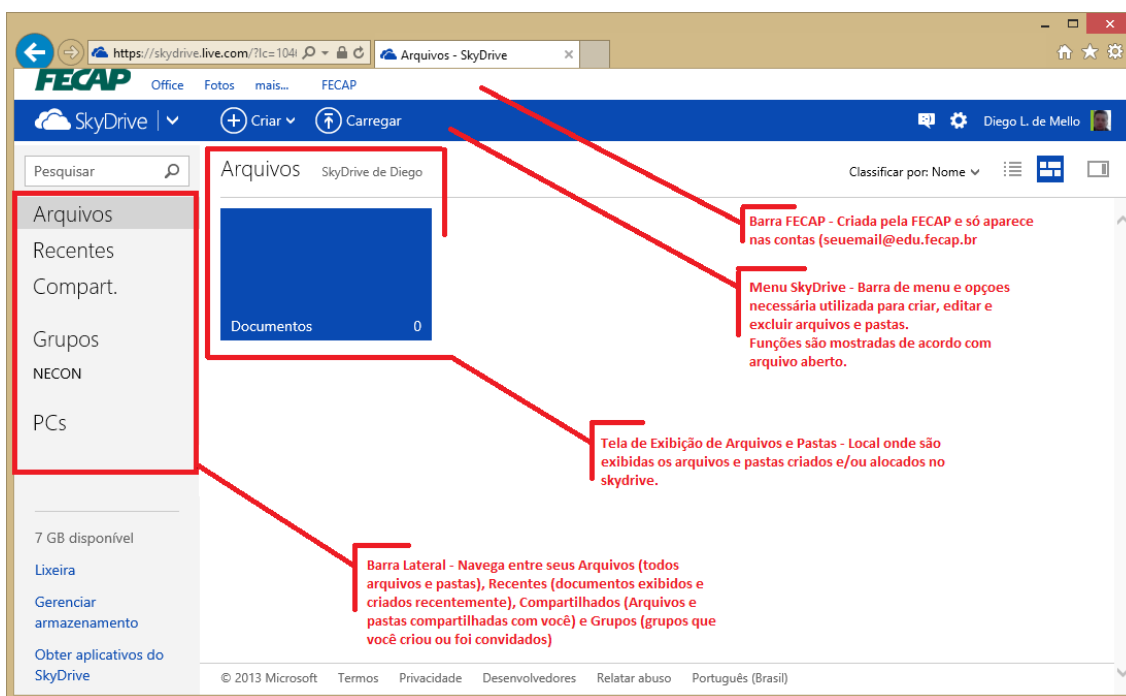 https://skydrive.live.com/?lc=104
Arquivos - SkyDrive
FECAP Office Fotos mais... FECAP
SkyDrive Criar Carregar Diego L. de Mello
Pesquisar
Arquivos SkyDrive de Diego Classificar por: Nome
Arquivos
Recentes
Compart.
Grupos
NECON
PCs
Documentos 0
Barra FECAP - Criada pela FECAP e só aparece
nas contas (seuemail@edu.fecap.br
Menu SkyDrive - Barra de menu e opçoes
necessária utilizada para criar, editar e
excluir arquivos e pastas.
Funções são mostradas de acordo com
arquivo aberto.
Tela de Exibição de Arquivos e Pastas - Local onde são
exibidas os arquivos e pastas criados e/ou alocados no
skydrive.
Barra Lateral - Navega entre seus Arquivos (todos
arquivos e pastas), Recentes (documentos exibidos e
criados recentemente), Compartilhados (Arquivos e
pastas compartilhadas com você) e Grupos (grupos que
você criou ou foi convidados)
7 GB disponível
Lixeira
Gerenciar
armazenamento
Obter aplicativos do
SkyDrive
© 2013 Microsoft Termos Privacidade Desenvolvedores Relatar abuso Português (Brasil)